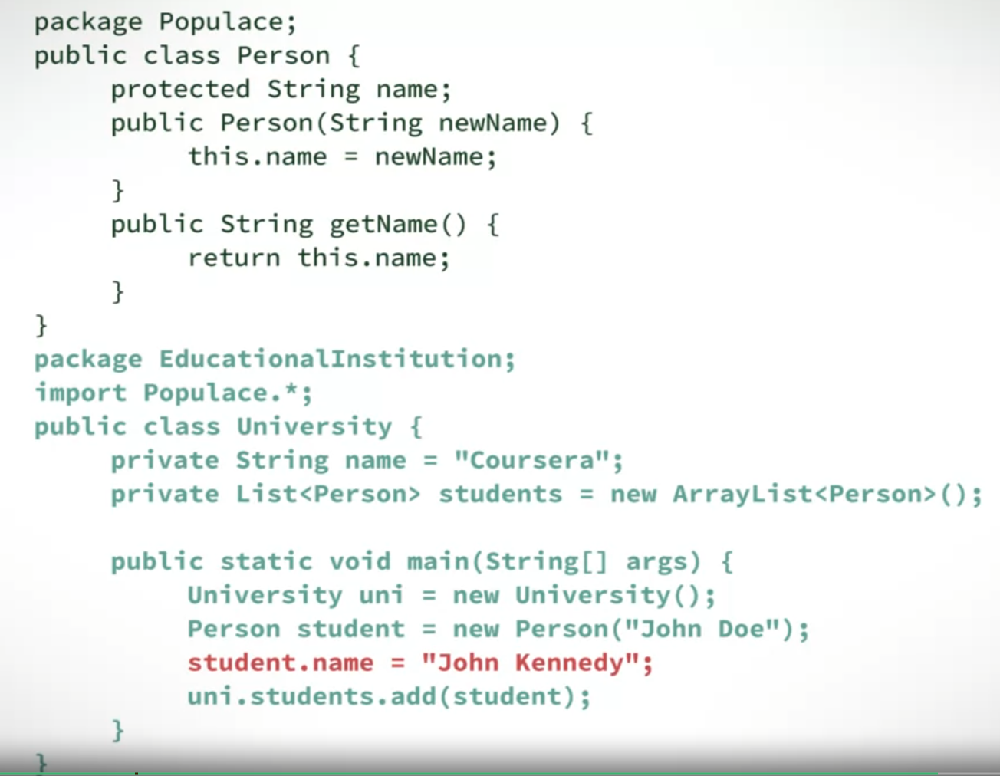 package Populace;
public class Person {
protected String name;
public Person(String newName) {
this.name = newName;
}
public String getName() {
return this.name;
}
}
package EducationalInstitution;
import Populace.*;
public class University {
private String name = "Coursera";
private List<Person> students = new ArrayList<Person>();
public static void main(String[] args) {
University uni = new University();
Person student = new Person("John Doe");
student.name = "John Kennedy";
uni.students.add(student);
}
}